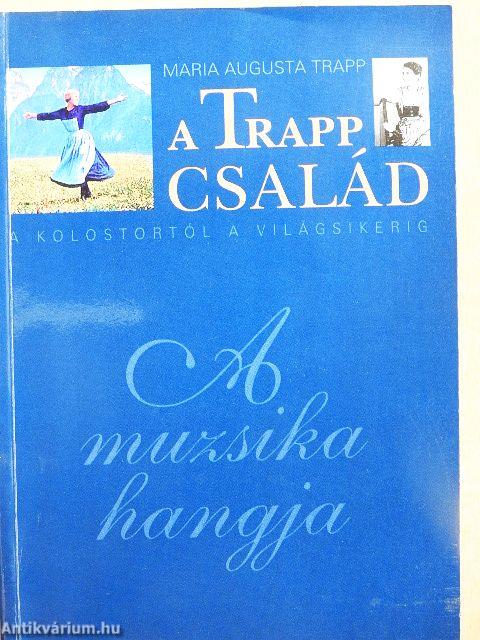 MARIA AUGUSTA TRAPP
A TRAPP
CSALÁD
A KOLOSTORTÓL A VILÁGSIKERIG
A
muzsika
hangja
Antikvárium.hu